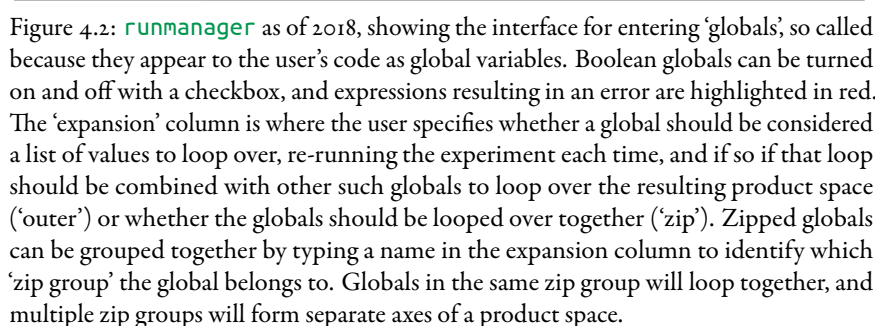 Figure 4.2: runmanager as of 2018, showing the interface for entering ‘globals’, so called
because they appear to the user’s code as global variables. Boolean globals can be turned
on and off with a checkbox, and expressions resulting in an error are highlighted in red.
The ‘expansion’ column is where the user specifies whether a global should be considered
a list of values to loop over, re-running the experiment each time, and if so if that loop
should be combined with other such globals to loop over the resulting product space
(‘outer’) or whether the globals should be looped over together (‘zip’). Zipped globals
can be grouped together by typing a name in the expansion column to identify which
‘zip group’ the global belongs to. Globals in the same zip group will loop together, and
multiple zip groups will form separate axes of a product space.